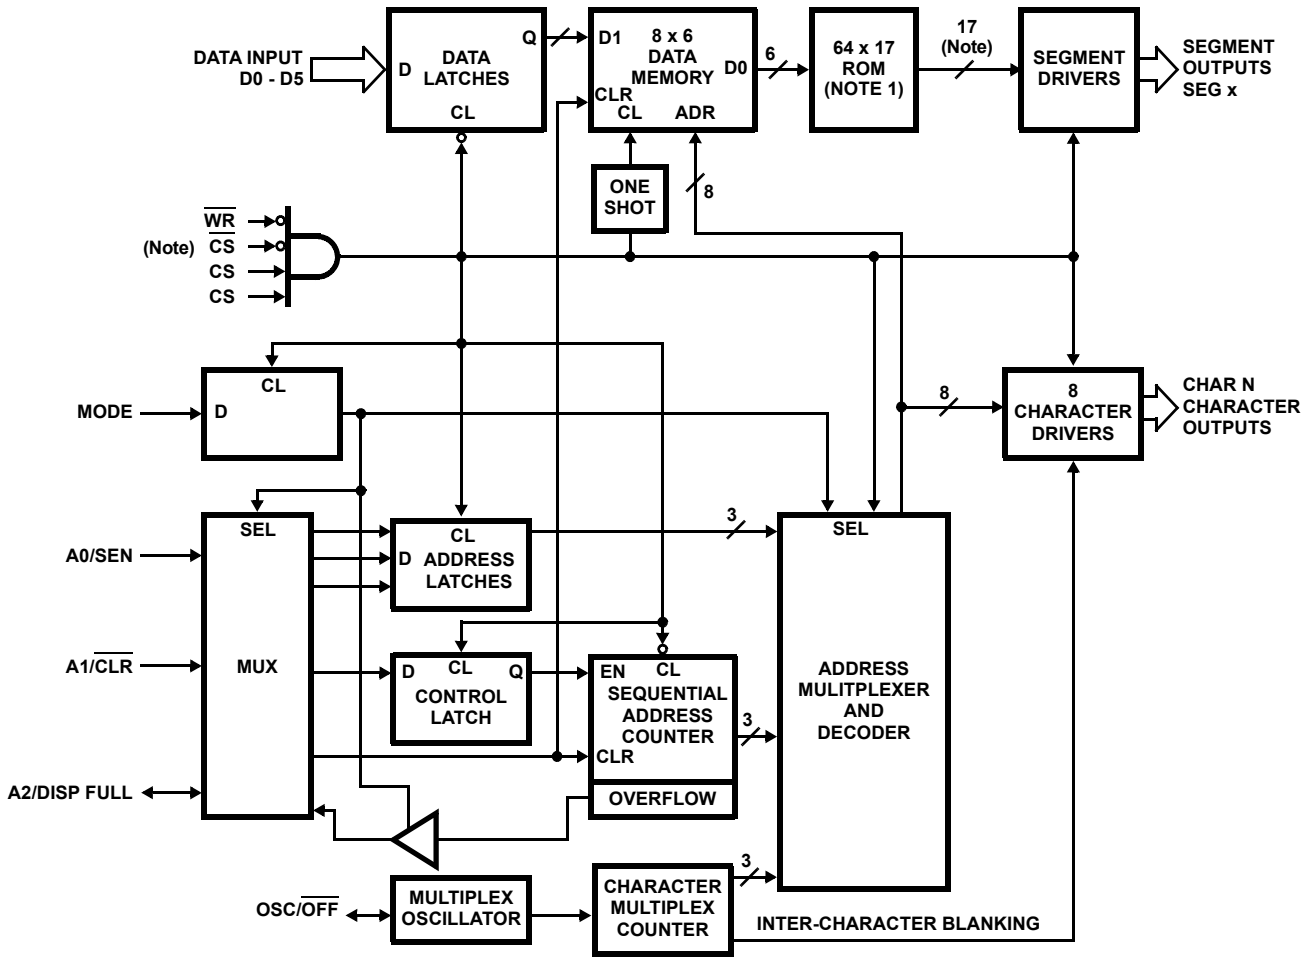 DATA INPUT
D0 - D5
D
DATA
LATCHES
Q
CL
D1
8 x 6
DATA
MEMORY
D0
CLR
CL
ADR
6
64 x 17
ROM
(NOTE 1)
17
(Note)
SEGMENT
DRIVERS
SEGMENT
OUTPUTS
SEG x
ONE
SHOT
8
(Note)
WR
CS
CS
CS
MODE
CL
D
8
8
CHARACTER
DRIVERS
CHAR N
CHARACTER
OUTPUTS
SEL
A0/SEN
A1/CLR
MUX
A2/DISP FULL
CL
D
ADDRESS
LATCHES
3
SEL
D
CL
Q
CONTROL
LATCH
EN
CL
SEQUENTIAL
ADDRESS
COUNTER
CLR
OVERFLOW
3
ADDRESS
MULITPLEXER
AND
DECODER
OSC/OFF
MULTIPLEX
OSCILLATOR
CHARACTER
MULTIPLEX
COUNTER
3
INTER-CHARACTER BLANKING